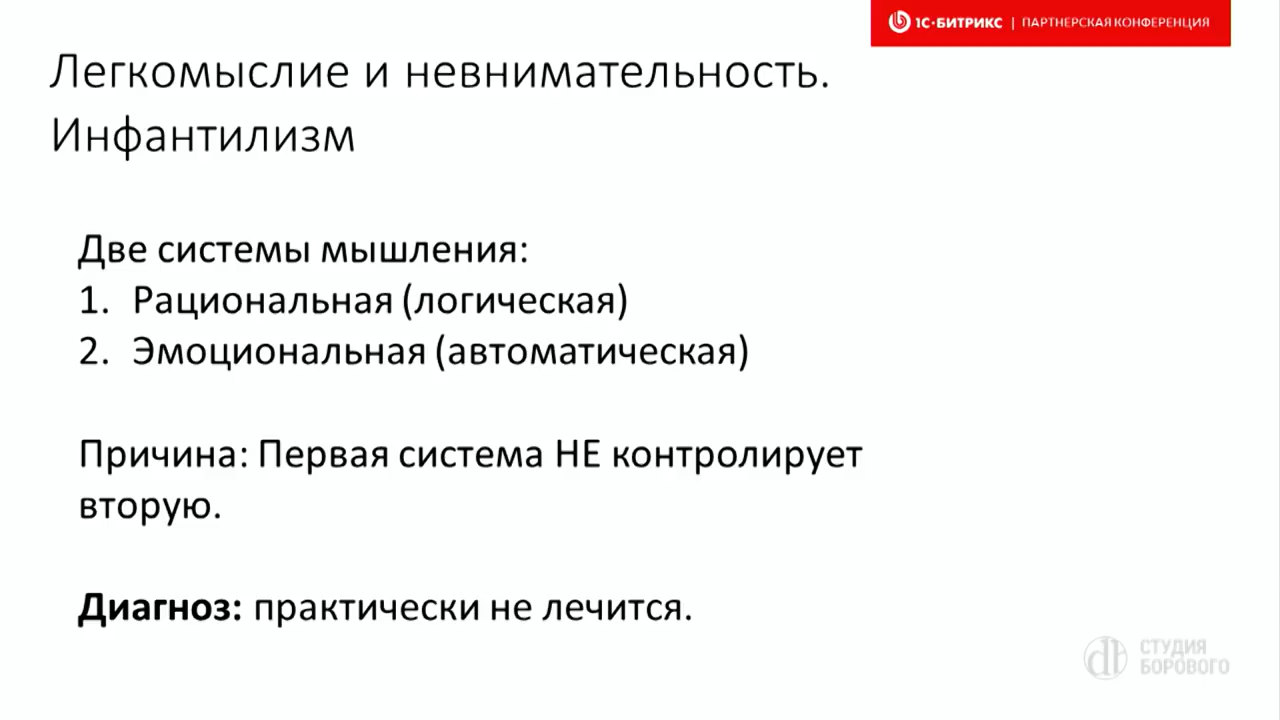 1С-БИТРИКС | ПАРТНЕРСКАЯ КОНФЕРЕНЦИЯ
Легкомыслие и невнимательность.
Инфантилизм
Две системы мышления:
1. Рациональная (логическая)
2. Эмоциональная (автоматическая)
Причина: Первая система НЕ контролирует
вторую.
Диагноз: практически не лечится.
СТУДИЯ
БОРОВОГО